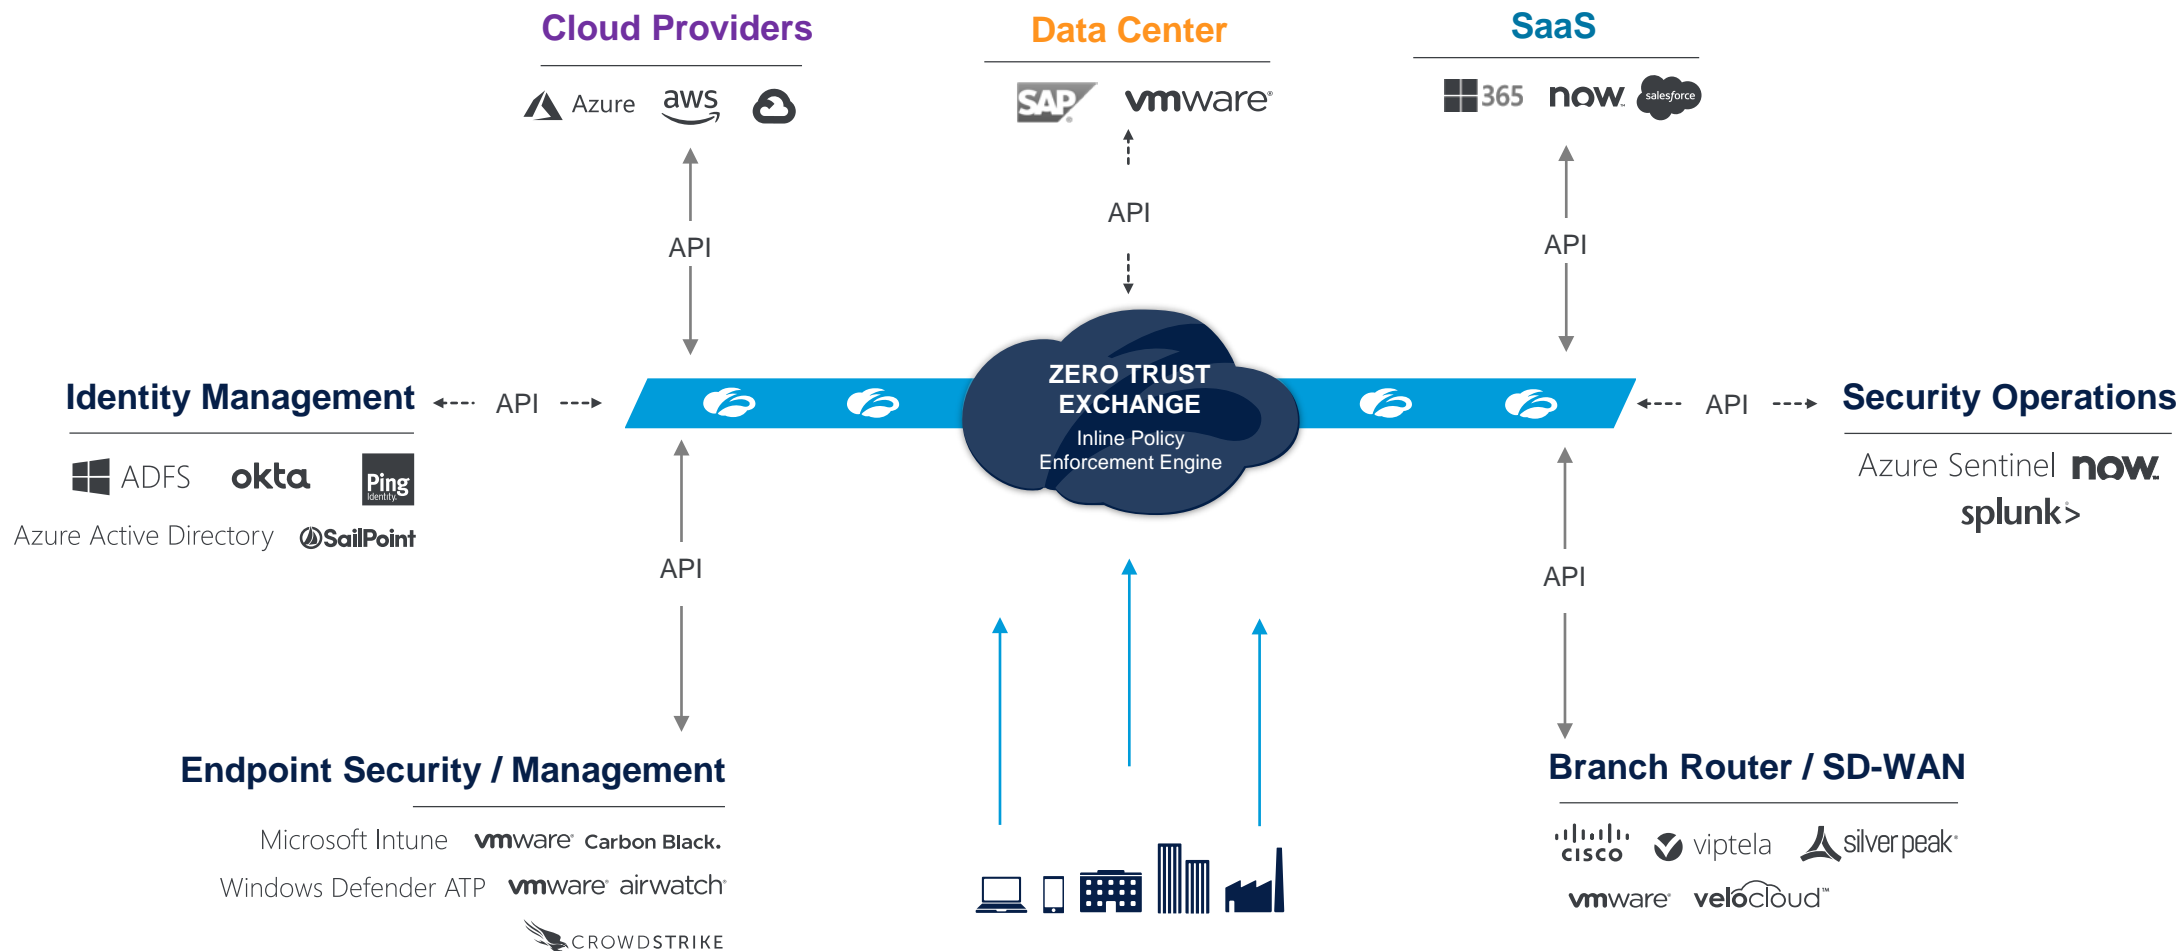 Cloud Providers
Azure aws
API
Data Center
SAP® vmware®
API
SaaS
365 now™ salesforce
API
Identity Management
API
ADFS okta Ping Identity®
Azure Active Directory SailPoint
ZERO TRUST
EXCHANGE
Inline Policy
Enforcement Engine
API
Security Operations
Azure Sentinel now™
splunk>
API
Endpoint Security / Management
Microsoft Intune vmware® Carbon Black.
Windows Defender ATP vmware® airwatch®
CROWDSTRIKE
API
Branch Router / SD-WAN
cisco viptela silver peak®
vmware® velocloud™